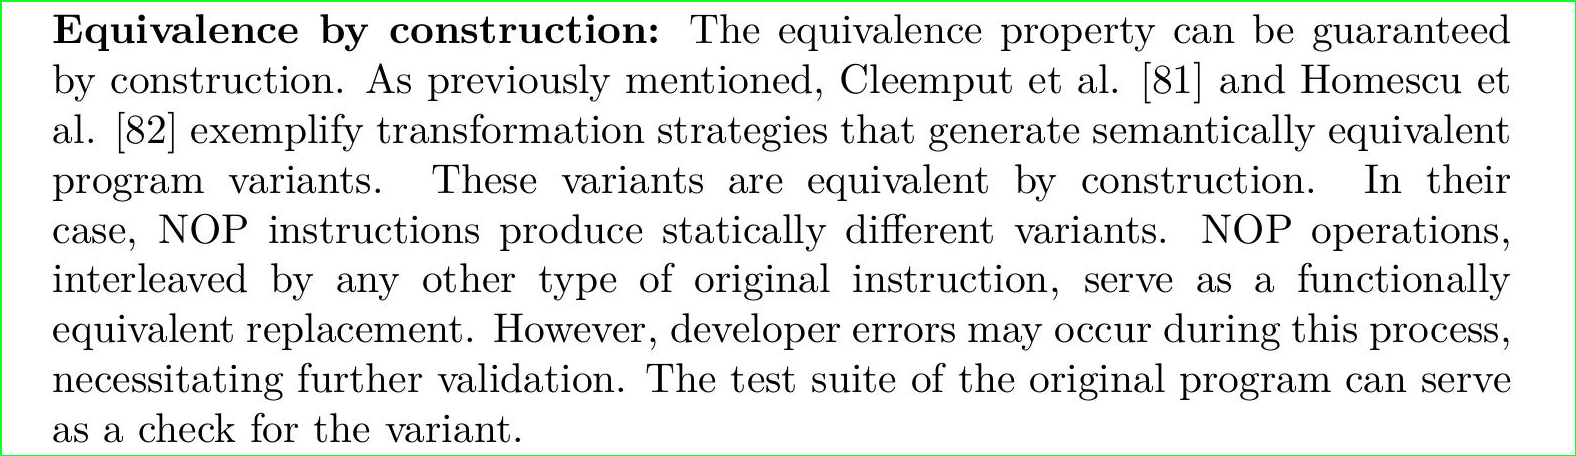 Equivalence by construction: The equivalence property can be guaranteed
by construction. As previously mentioned, Cleemput et al. [81] and Homescu et
al. [82] exemplify transformation strategies that generate semantically equivalent
program variants. These variants are equivalent by construction. In their
case, NOP instructions produce statically different variants. NOP operations,
interleaved by any other type of original instruction, serve as a functionally
equivalent replacement. However, developer errors may occur during this process,
necessitating further validation. The test suite of the original program can serve
as a check for the variant.